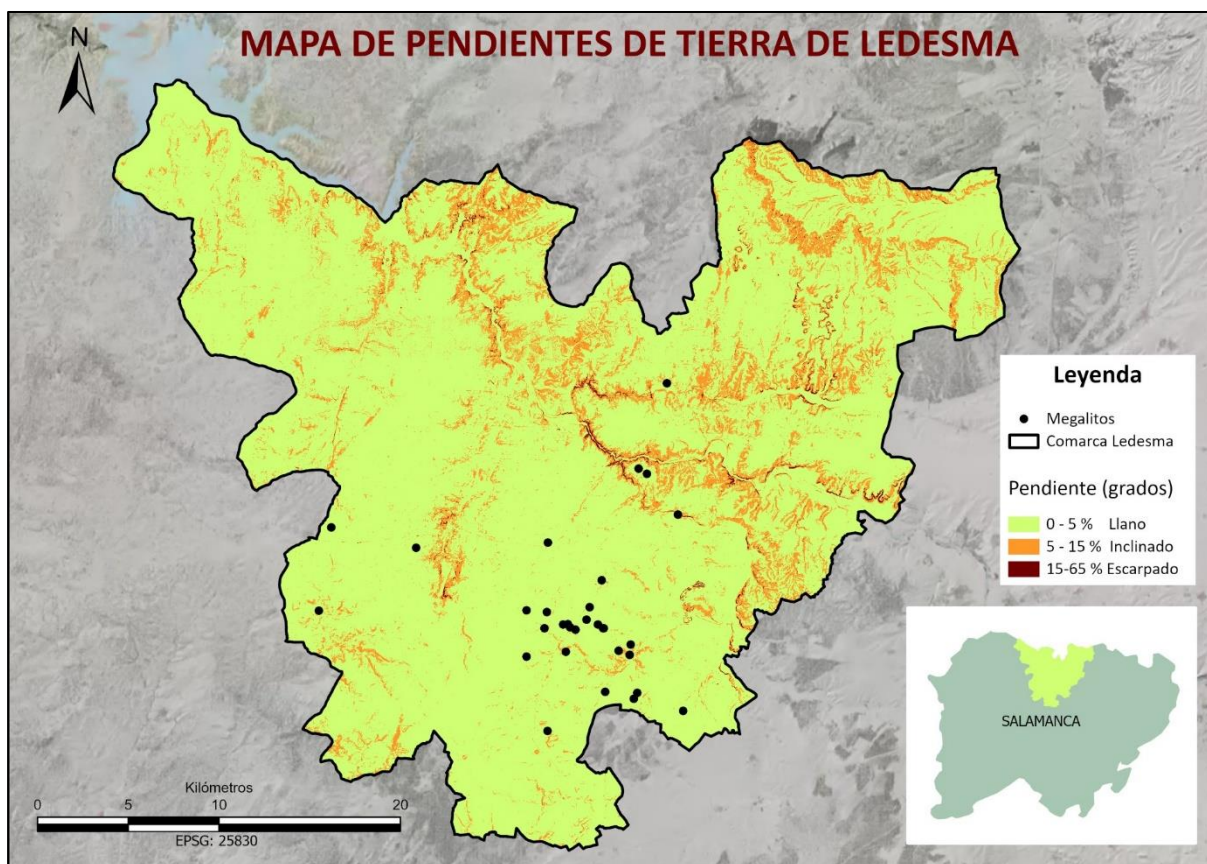 MAPA DE PENDIENTES DE TIERRA DE LEDESMA
N
Leyenda
Megalitos
Comarca Ledesma
Pendiente (grados)
0 - 5 % Llano
5 - 15 % Inclinado
15-65 % Escarpado
SALAMANCA
Kilómetros
0 5 10 20
EPSG: 25830